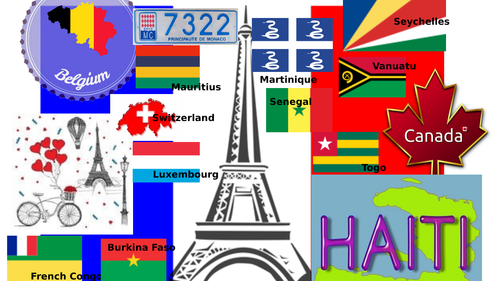 Belgium
MC
7322
PRINCIPAUTE DE MONACO
Seychelles
Mauritius
Martinique
Vanuatu
Senegal
Switzerland
Canada
Luxembourg
Togo
HAITI
Burkina Faso
French Congo